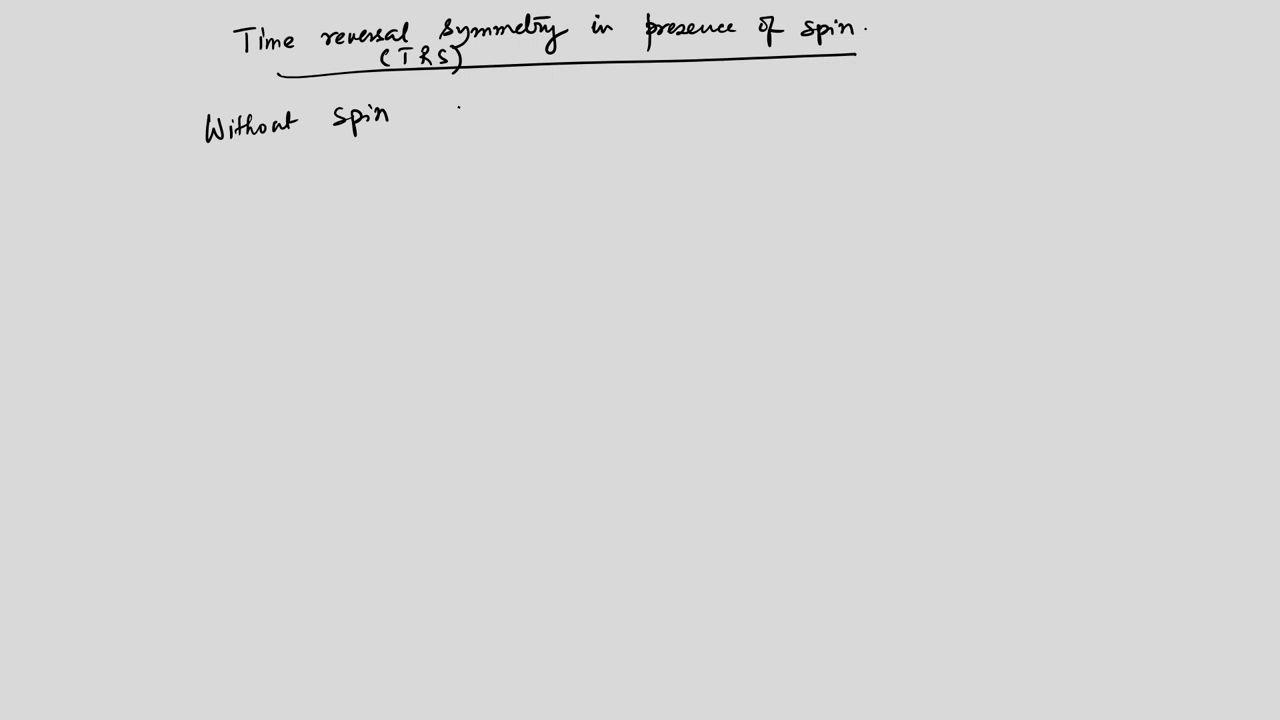 Time reversal symmetry in presence of spin.
(TRS)
Without spin